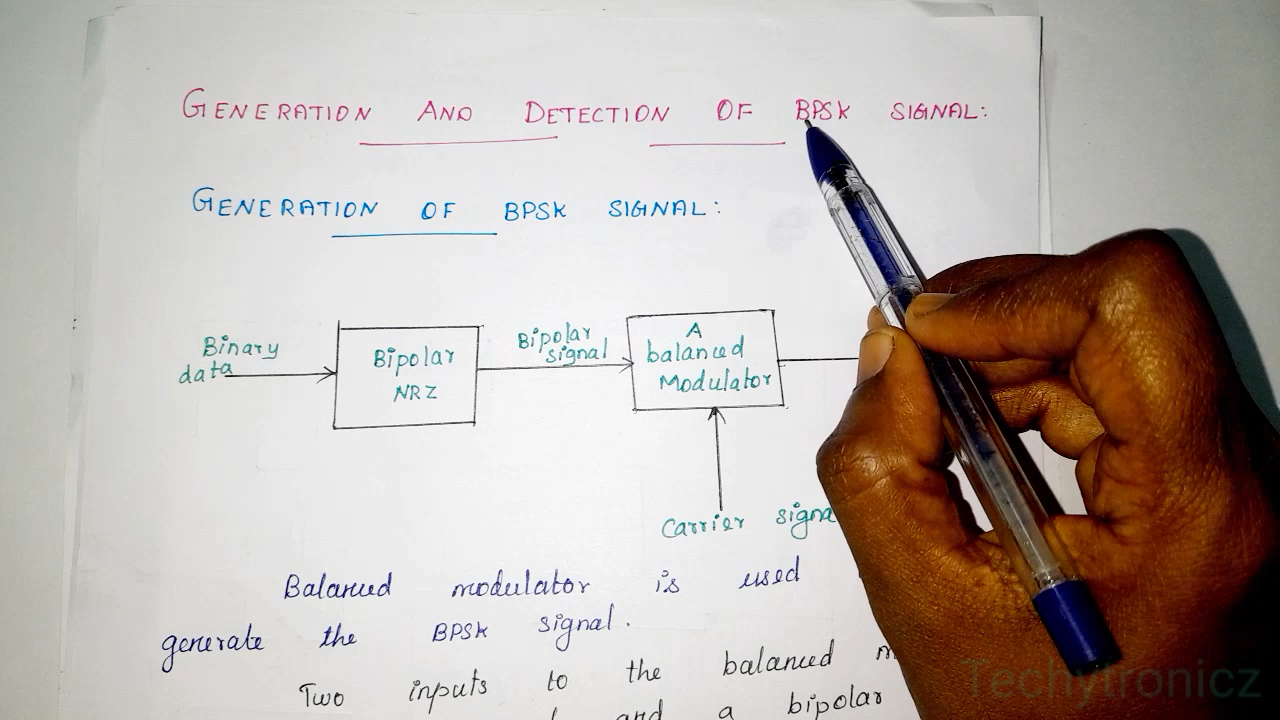 GENERATION AND DETECTION OF BPSK SIGNAL:
GENERATION OF BPSK SIGNAL:
Binary
data
Bipolar
NRZ
Bipolar
signal
A
balanced
Modulator
Carrier signa
Balanced modulator is used
generate the BPSK signal.
Two inputs to the balanced m
and a bipolar
Techytronicz